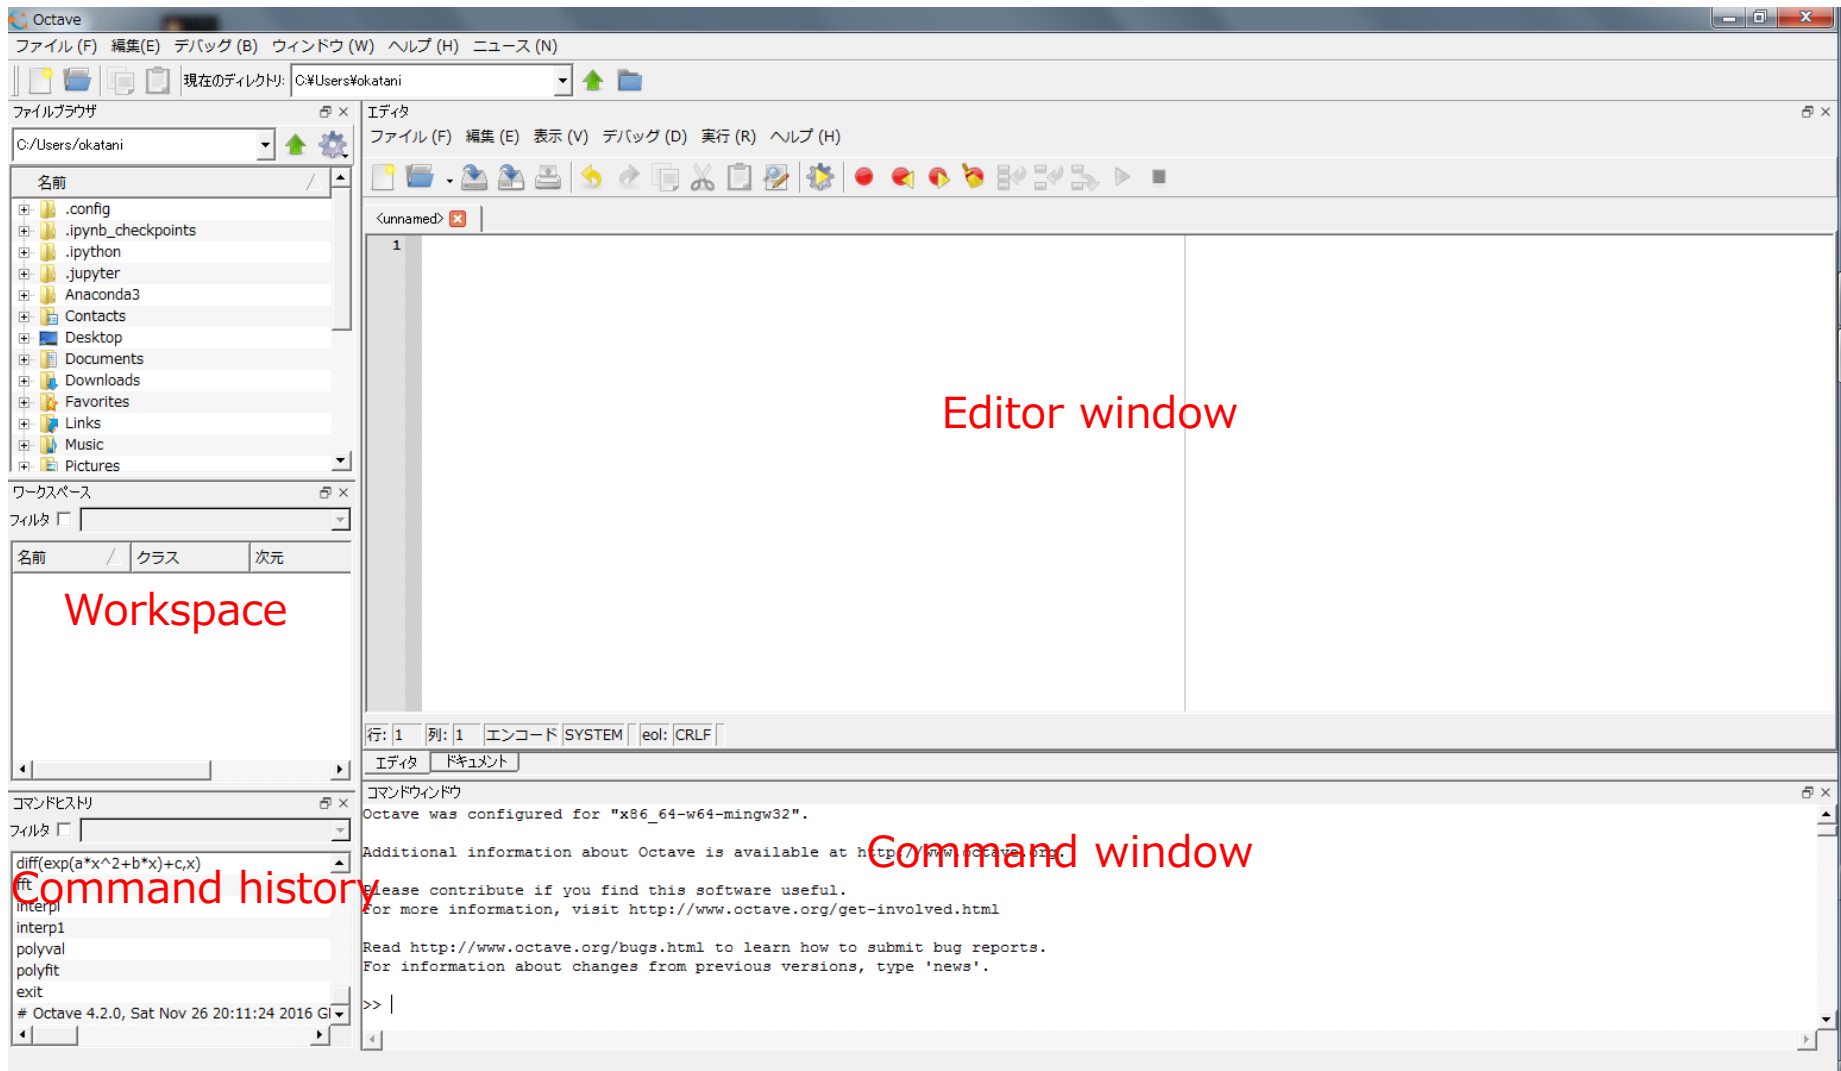 Octave
ファイル (F) 編集(E) デバッグ (B) ウィンドウ (W) ヘルプ (H) ニュース (N)
現在のディレクトリ: C:¥Users¥okatani
ファイルブラウザ
C:/Users/okatani
名前
.config
.ipynb_checkpoints
.ipython
.jupyter
Anaconda3
Contacts
Desktop
Documents
Downloads
Favorites
Links
Music
Pictures
ワークスペース
フィルタ
名前 クラス 次元
Workspace
コマンドヒストリ
フィルタ
diff(exp(a*x^2+b*x)+c,x)
fft
Command history
interpl
interp1
polyval
polyfit
exit
# Octave 4.2.0, Sat Nov 26 20:11:24 2016 G
エディタ
ファイル (F) 編集 (E) 表示 (V) デバッグ (D) 実行 (R) ヘルプ (H)
<unnamed>
1
Editor window
行: 1 列: 1 エンコード SYSTEM eol: CRLF
エディタ ドキュメント
コマンドウィンドウ
Octave was configured for "x86_64-w64-mingw32".
Additional information about Octave is available at http://www.octave.org.
Command window
Please contribute if you find this software useful.
For more information, visit http://www.octave.org/get-involved.html
Read http://www.octave.org/bugs.html to learn how to submit bug reports.
For information about changes from previous versions, type 'news'.
>>